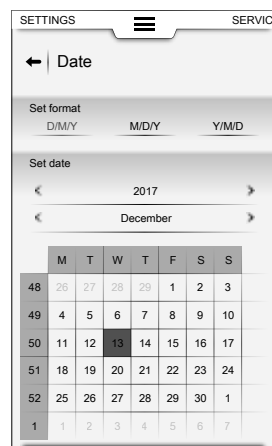 SETTINGS SERVIC
Date
Set format
D/M/Y M/D/Y Y/M/D
Set date
2017
December
M T W T F S S
48 26 27 28 29 1 2 3
49 4 5 6 7 8 9 10
50 11 12 13 14 15 16 17
51 18 19 20 21 22 23 24
52 25 26 27 28 29 30 1
1 1 2 3 4 5 6 7